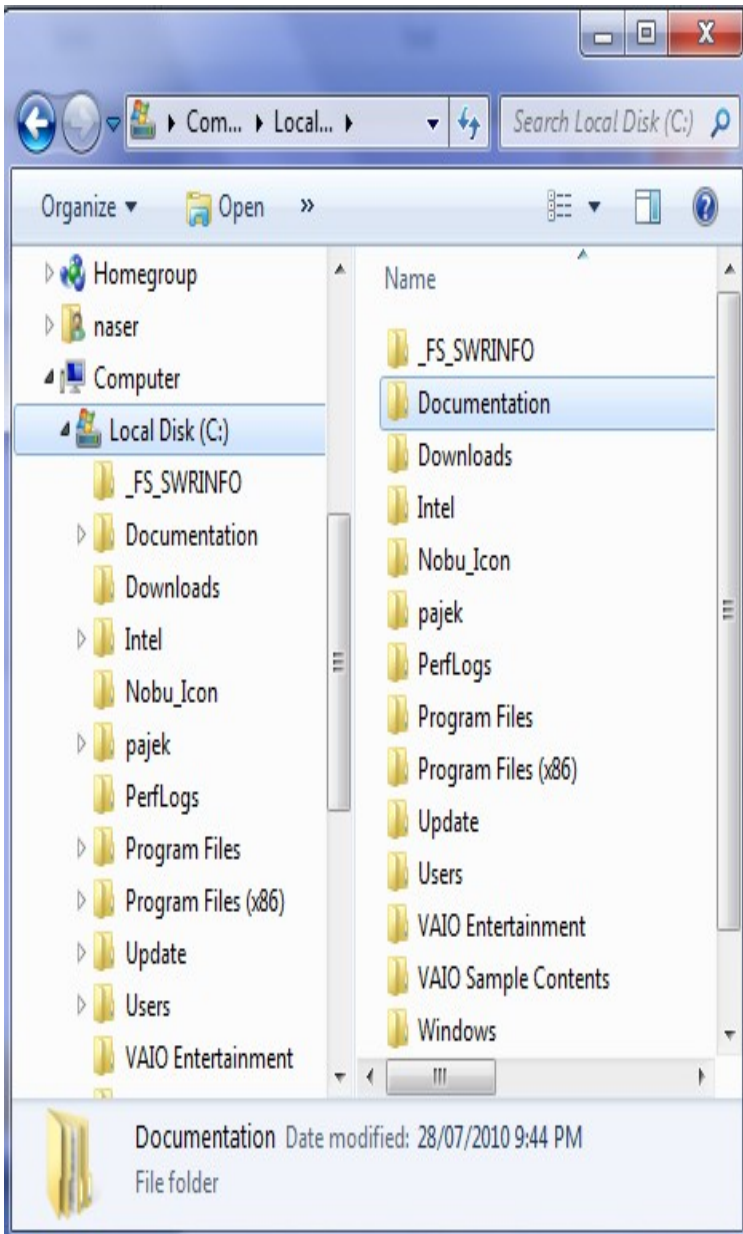 X
Com... Local...
Search Local Disk (C:)
Organize
Open
»
Homegroup
naser
Computer
Local Disk (C:)
_FS_SWRINFO
Documentation
Downloads
Intel
Nobu_Icon
pajek
PerfLogs
Program Files
Program Files (x86)
Update
Users
VAIO Entertainment
Name
_FS_SWRINFO
Documentation
Downloads
Intel
Nobu_Icon
pajek
PerfLogs
Program Files
Program Files (x86)
Update
Users
VAIO Entertainment
VAIO Sample Contents
Windows
Documentation Date modified: 28/07/2010 9:44 PM
File folder